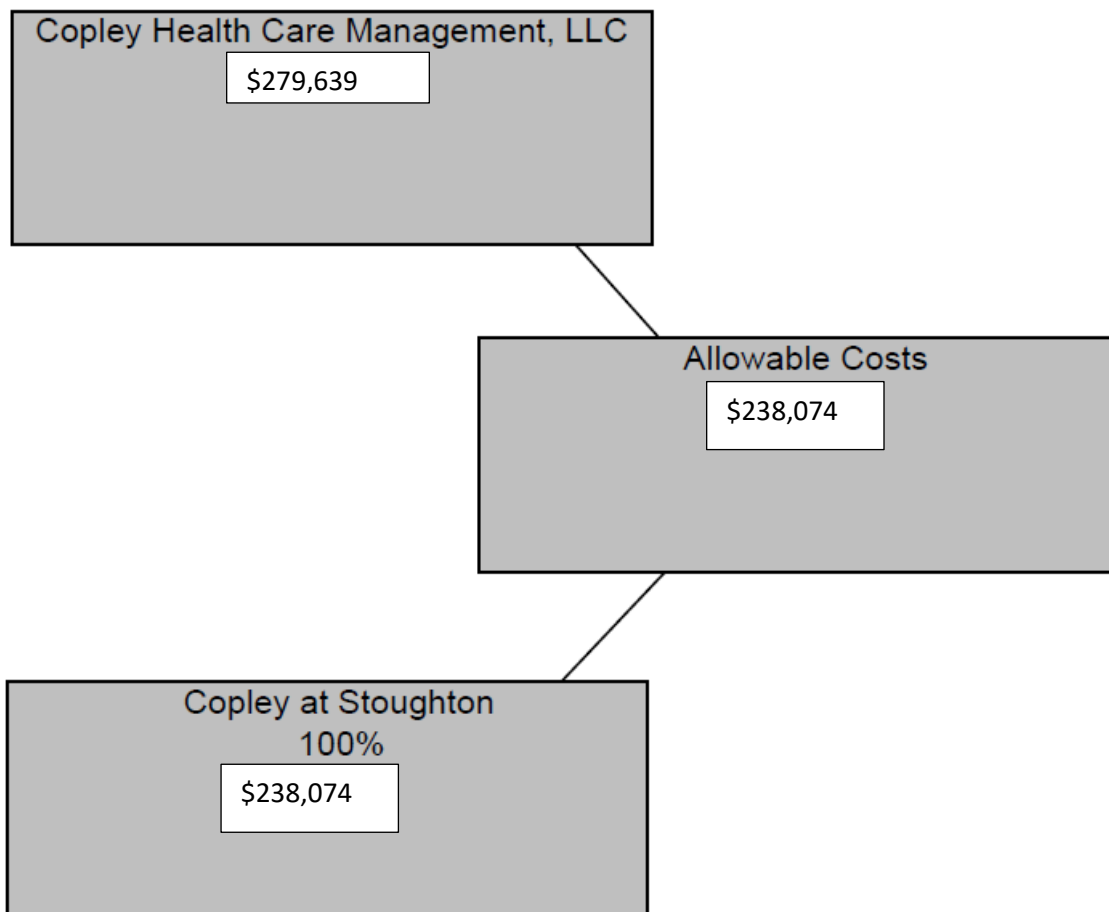 Copley Health Care Management, LLC
$279,639
Allowable Costs
$238,074
Copley at Stoughton
100%
$238,074